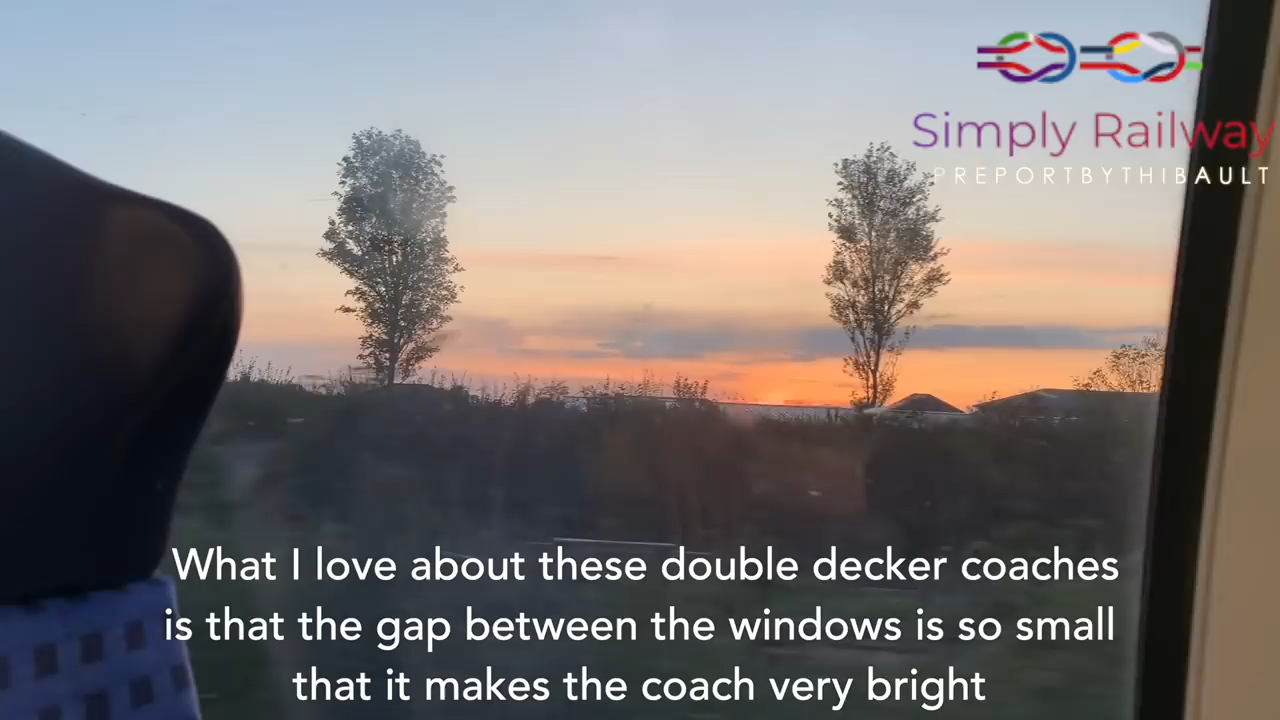 Simply Railway
PREPORTBYTHIBAULT
What I love about these double decker coaches
is that the gap between the windows is so small
that it makes the coach very bright